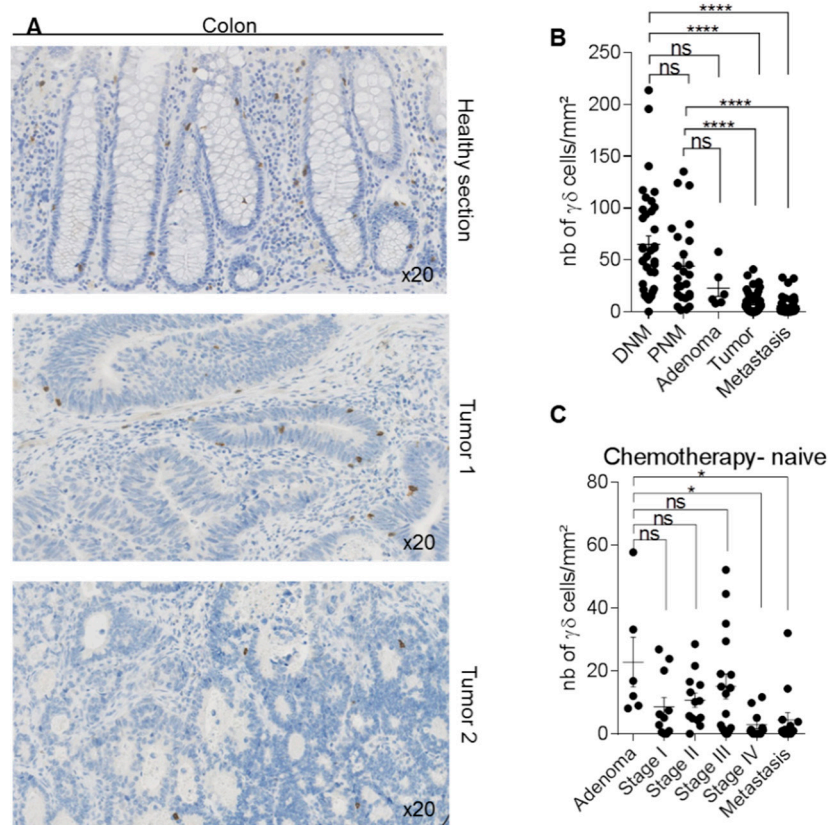 A
Colon
Healthy section
x20
Tumor 1
x20
Tumor 2
x20
B
****
****
ns
ns
****
****
ns
nb of γδ cells/mm²
250
200
150
100
50
0
DNM
PNM
Adenoma
Tumor
Metastasis
C
Chemotherapy- naive
*
*
ns
ns
ns
nb of γδ cells/mm²
80
60
40
20
0
Adenoma
Stage I
Stage II
Stage III
Stage IV
Metastasis